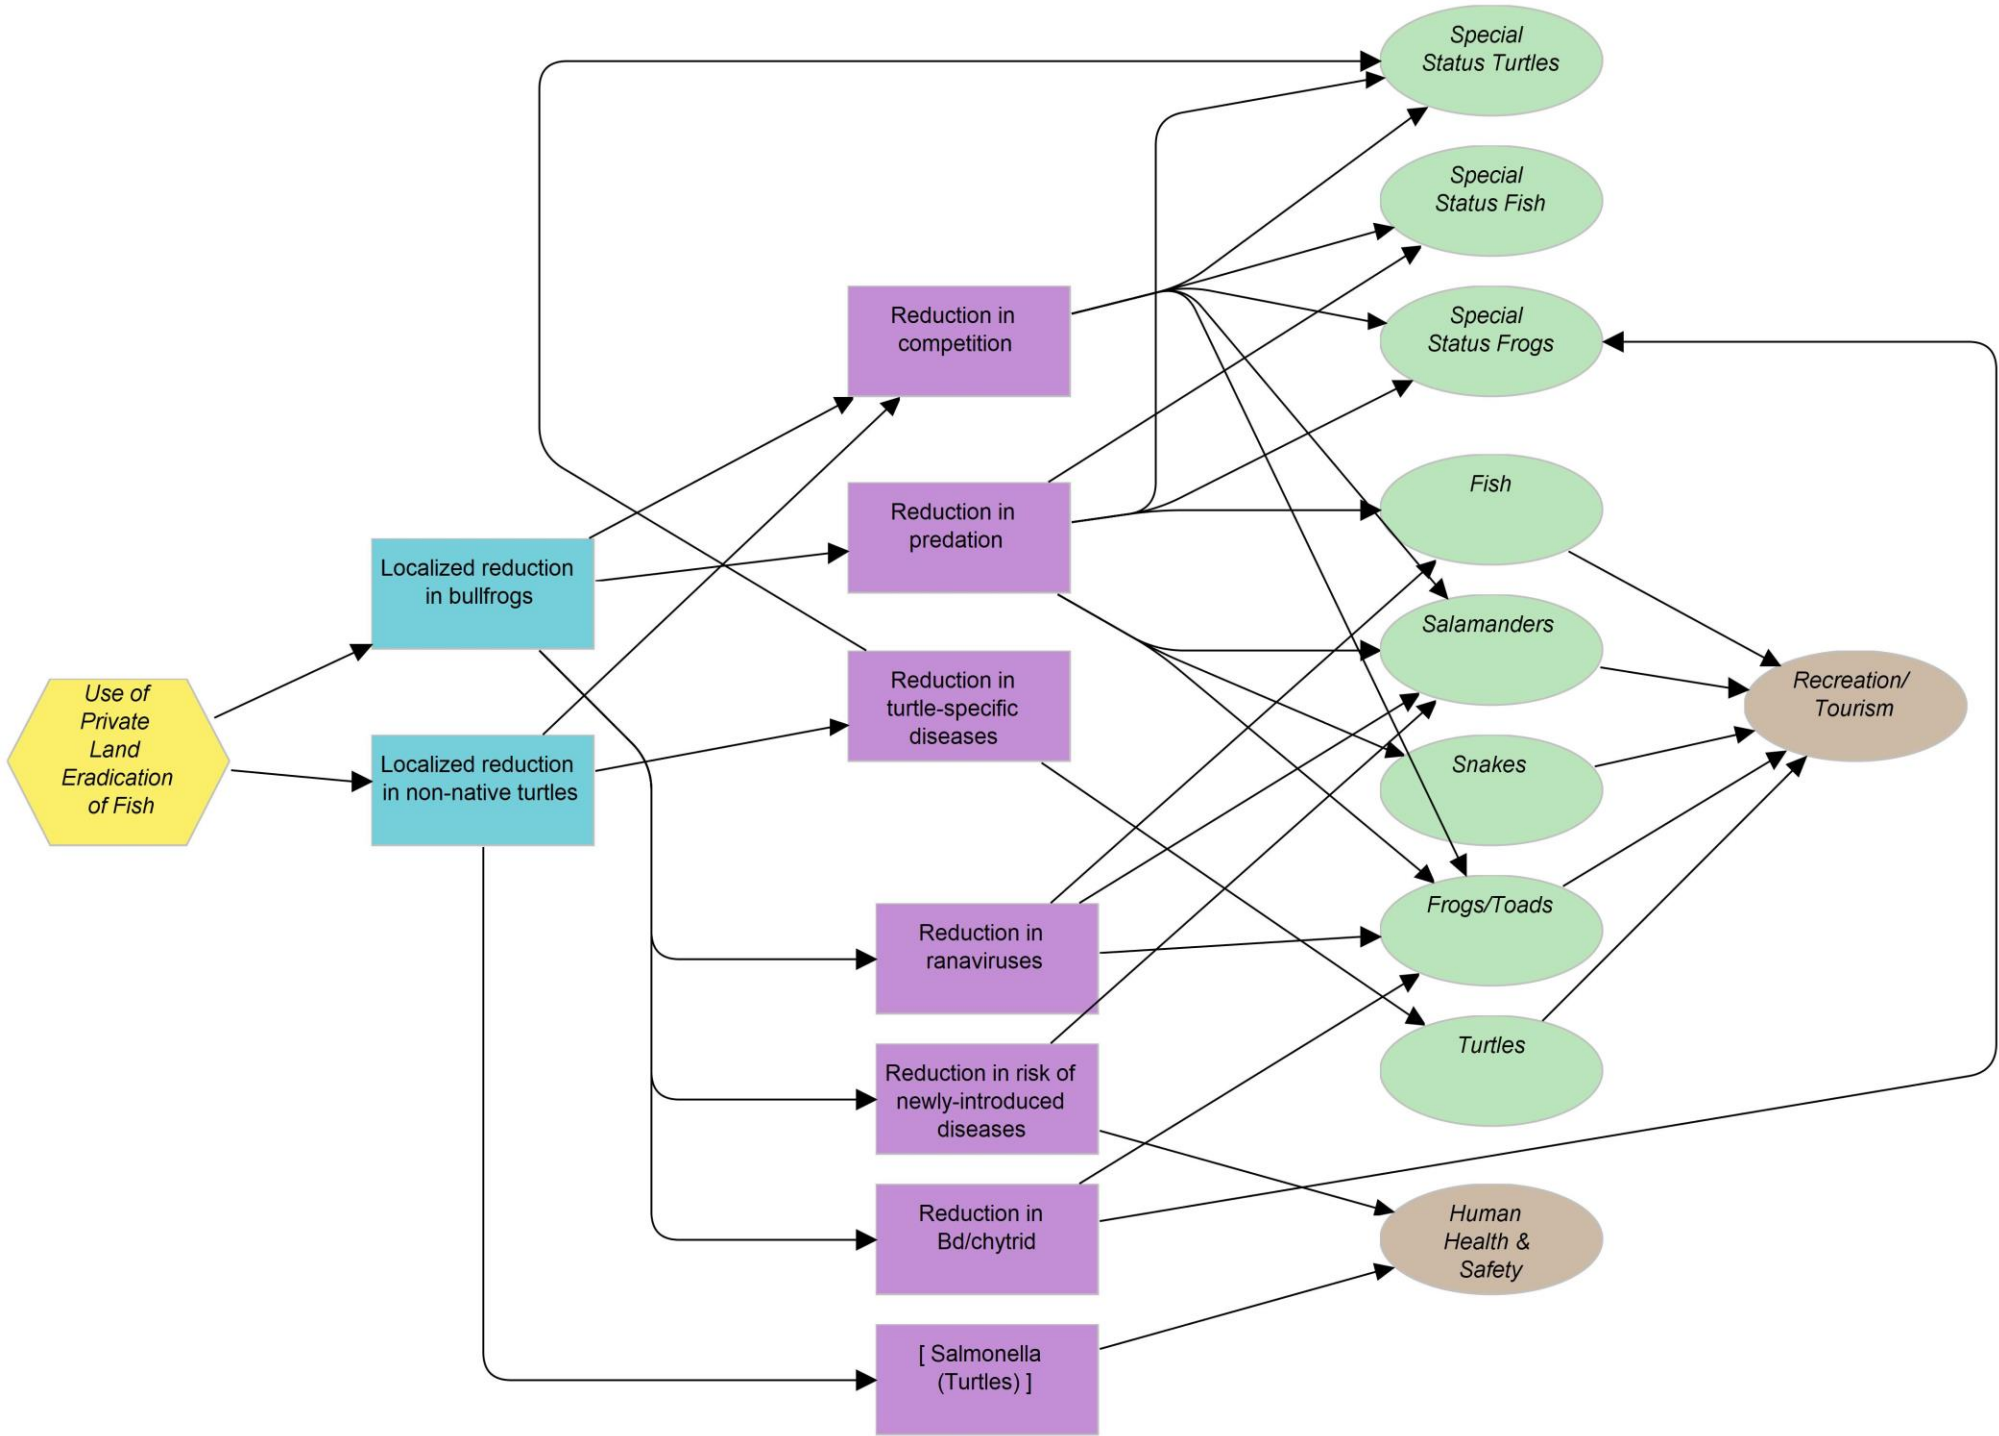 Use of
Private
Land
Eradication
of Fish
Localized reduction
in bullfrogs
Localized reduction
in non-native turtles
Reduction in
competition
Reduction in
predation
Reduction in
turtle-specific
diseases
Reduction in
ranaviruses
Reduction in risk of
newly-introduced
diseases
Reduction in
Bd/chytrid
[ Salmonella
(Turtles) ]
Special
Status Turtles
Special
Status Fish
Special
Status Frogs
Fish
Salamanders
Snakes
Frogs/Toads
Turtles
Human
Health &
Safety
Recreation/
Tourism